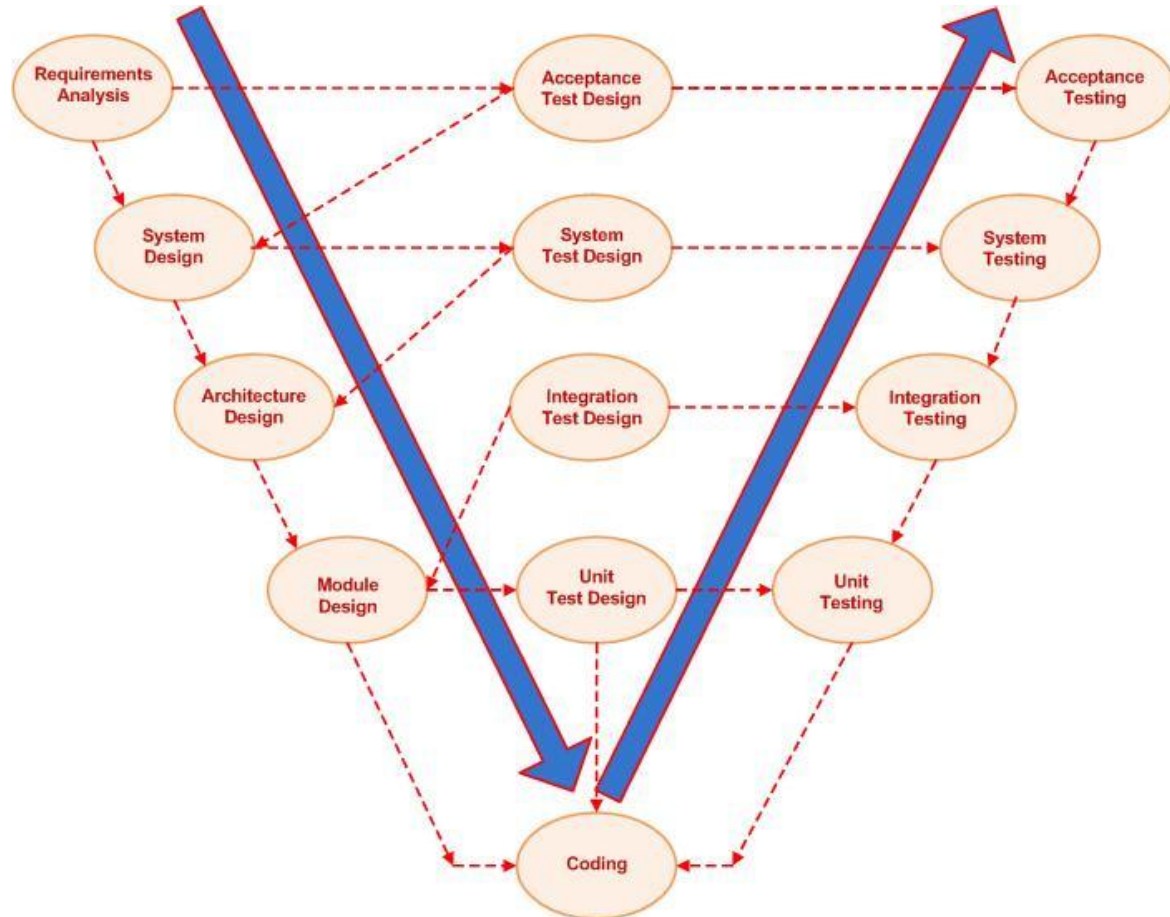 Requirements
Analysis
Acceptance
Test Design
Acceptance
Testing
System
Design
System
Test Design
System
Testing
Architecture
Design
Integration
Test Design
Integration
Testing
Module
Design
Unit
Test Design
Unit
Testing
Coding